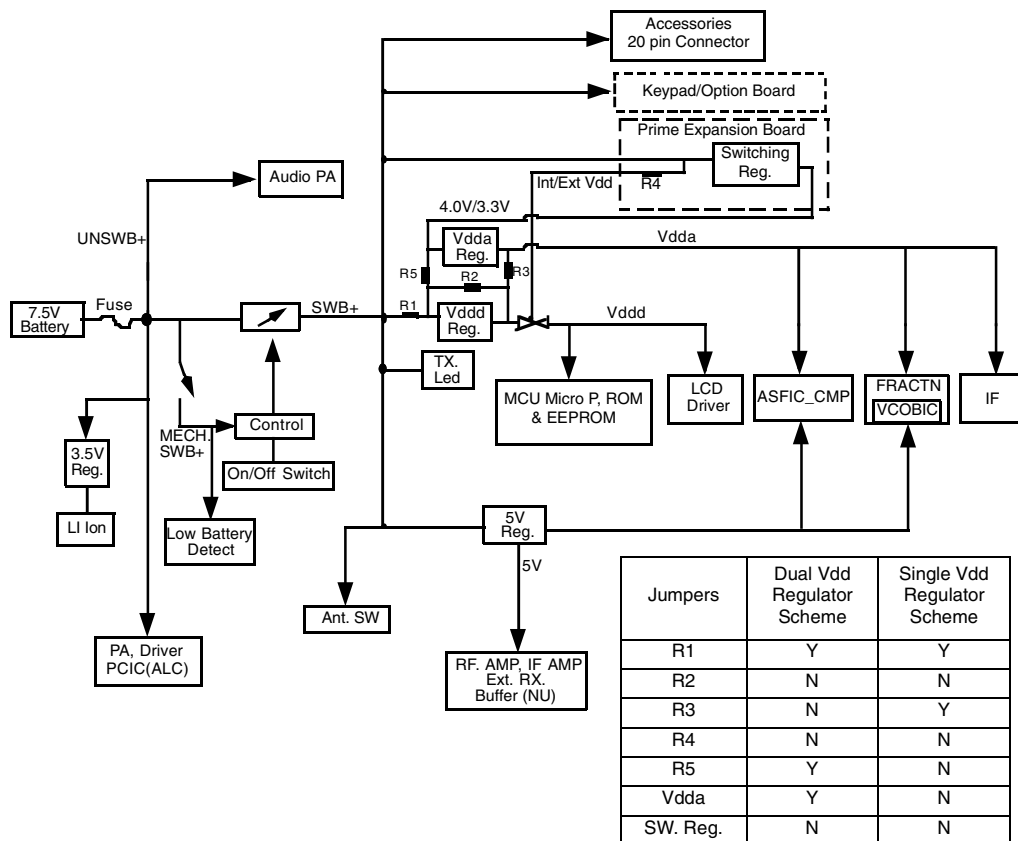 Accessories
20 pin Connector
Keypad/Option Board
Prime Expansion Board
Switching
Reg.
Audio PA
Int/Ext Vdd
R4
4.0V/3.3V
UNSWB+
Vdda
Reg.
Vdda
R5
R2
R3
Fuse
SWB+
R1
7.5V
Battery
Vddd
Reg.
Vddd
TX.
Led
MCU Micro P, ROM
& EEPROM
LCD
Driver
ASFIC_CMP
FRACTN
VCOBIC
IF
MECH.
SWB+
Control
3.5V
Reg.
On/Off Switch
LI Ion
Low Battery
Detect
5V
Reg.
5V
Ant. SW
PA, Driver
PCIC(ALC)
RF. AMP, IF AMP
Ext. RX.
Buffer (NU)
Jumpers
Dual Vdd
Regulator
Scheme
Single Vdd
Regulator
Scheme
R1 Y Y
R2 N N
R3 N Y
R4 N N
R5 Y N
Vdda Y N
SW. Reg. N N